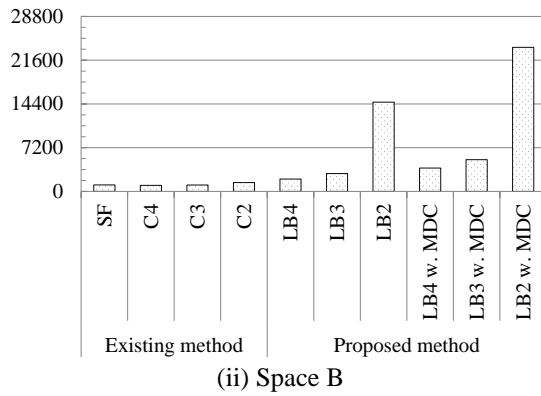 28800
21600
14400
7200
0
SF
C4
C3
C2
LB4
LB3
LB2
LB4 w. MDC
LB3 w. MDC
LB2 w. MDC
Existing method Proposed method
(ii) Space B